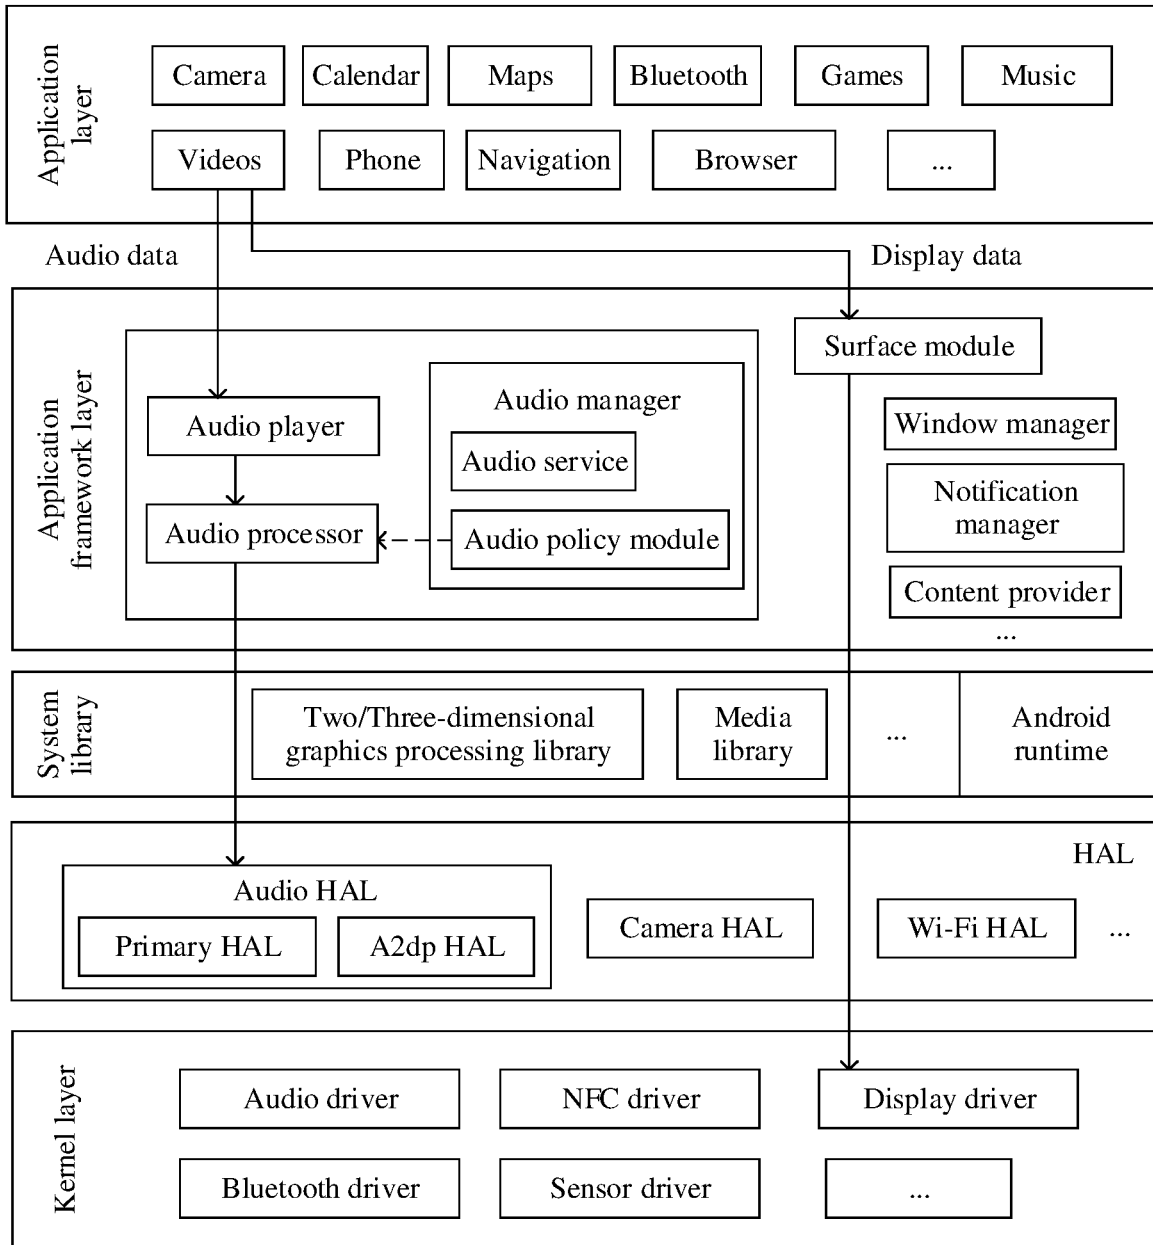 Application
layer
Camera
Calendar
Maps
Bluetooth
Games
Music
Videos
Phone
Navigation
Browser
...
Audio data
Display data
Application
framework layer
Surface module
Audio player
Audio processor
Audio manager
Audio service
Audio policy module
Window manager
Notification
manager
Content provider
...
System
library
Two/Three-dimensional
graphics processing library
Media
library
...
Android
runtime
HAL
Audio HAL
Primary HAL
A2dp HAL
Camera HAL
Wi-Fi HAL
...
Kernel layer
Audio driver
NFC driver
Display driver
Bluetooth driver
Sensor driver
...